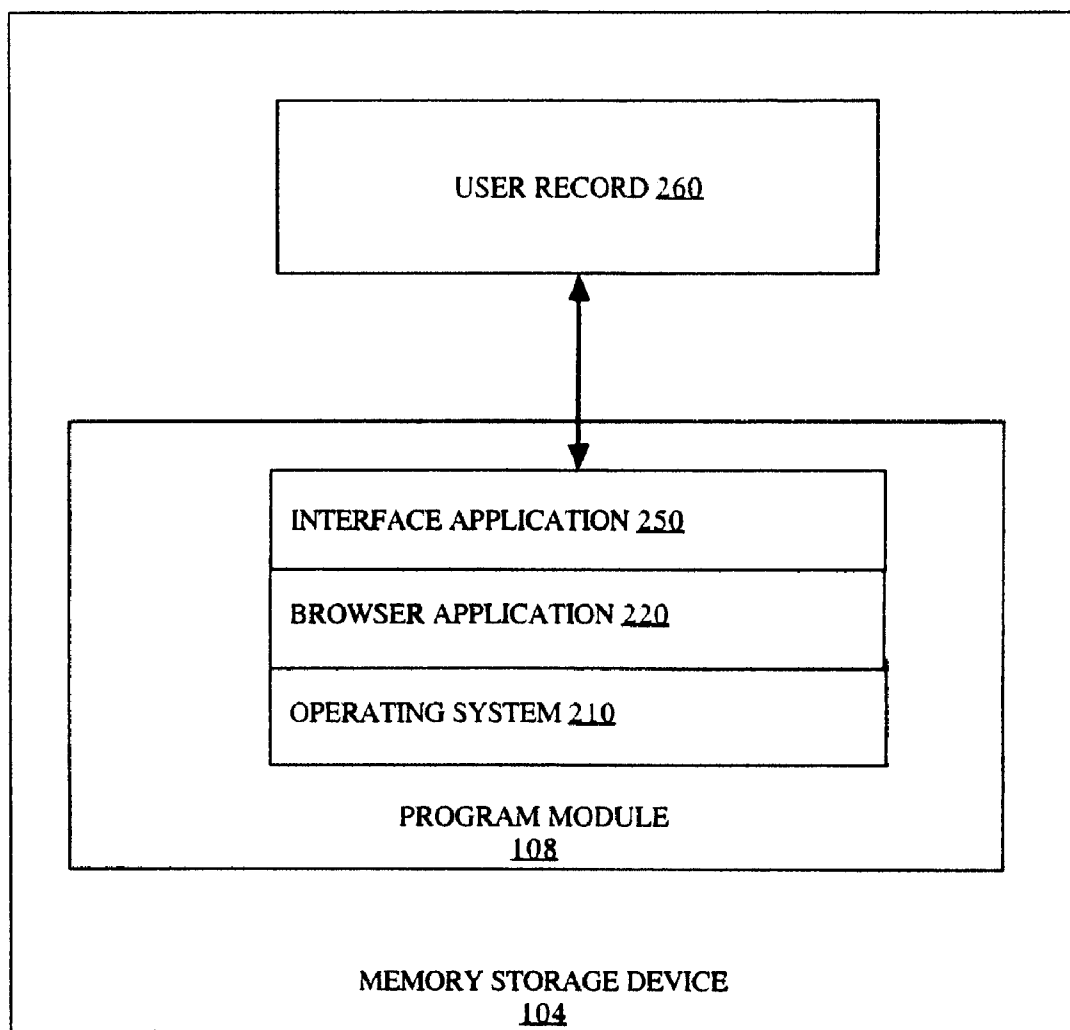 USER RECORD 260
INTERFACE APPLICATION 250
BROWSER APPLICATION 220
OPERATING SYSTEM 210
PROGRAM MODULE
108
MEMORY STORAGE DEVICE
104